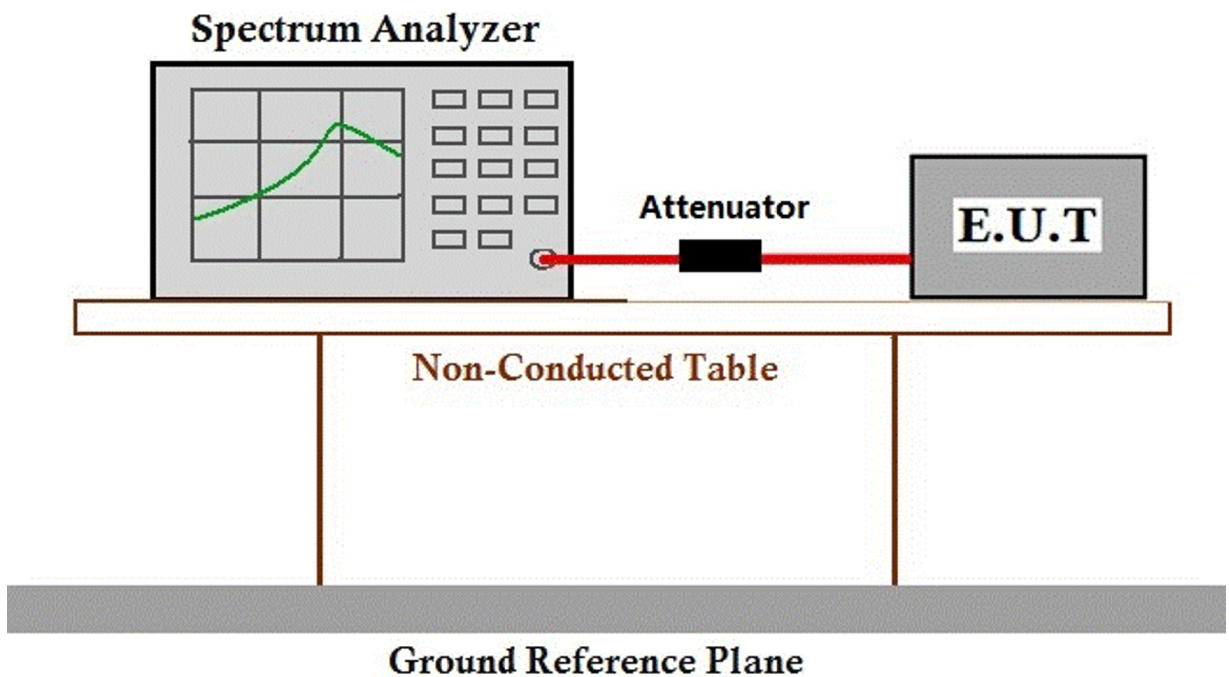 Spectrum Analyzer
Attenuator
E.U.T
Non-Conducted Table
Ground Reference Plane